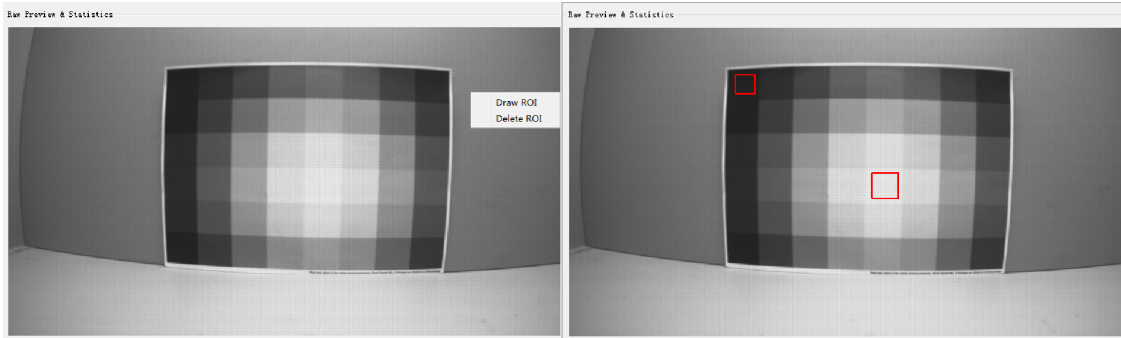 Raw Preview & Statistics
Draw ROI
Delete ROI
Raw Preview & Statistics